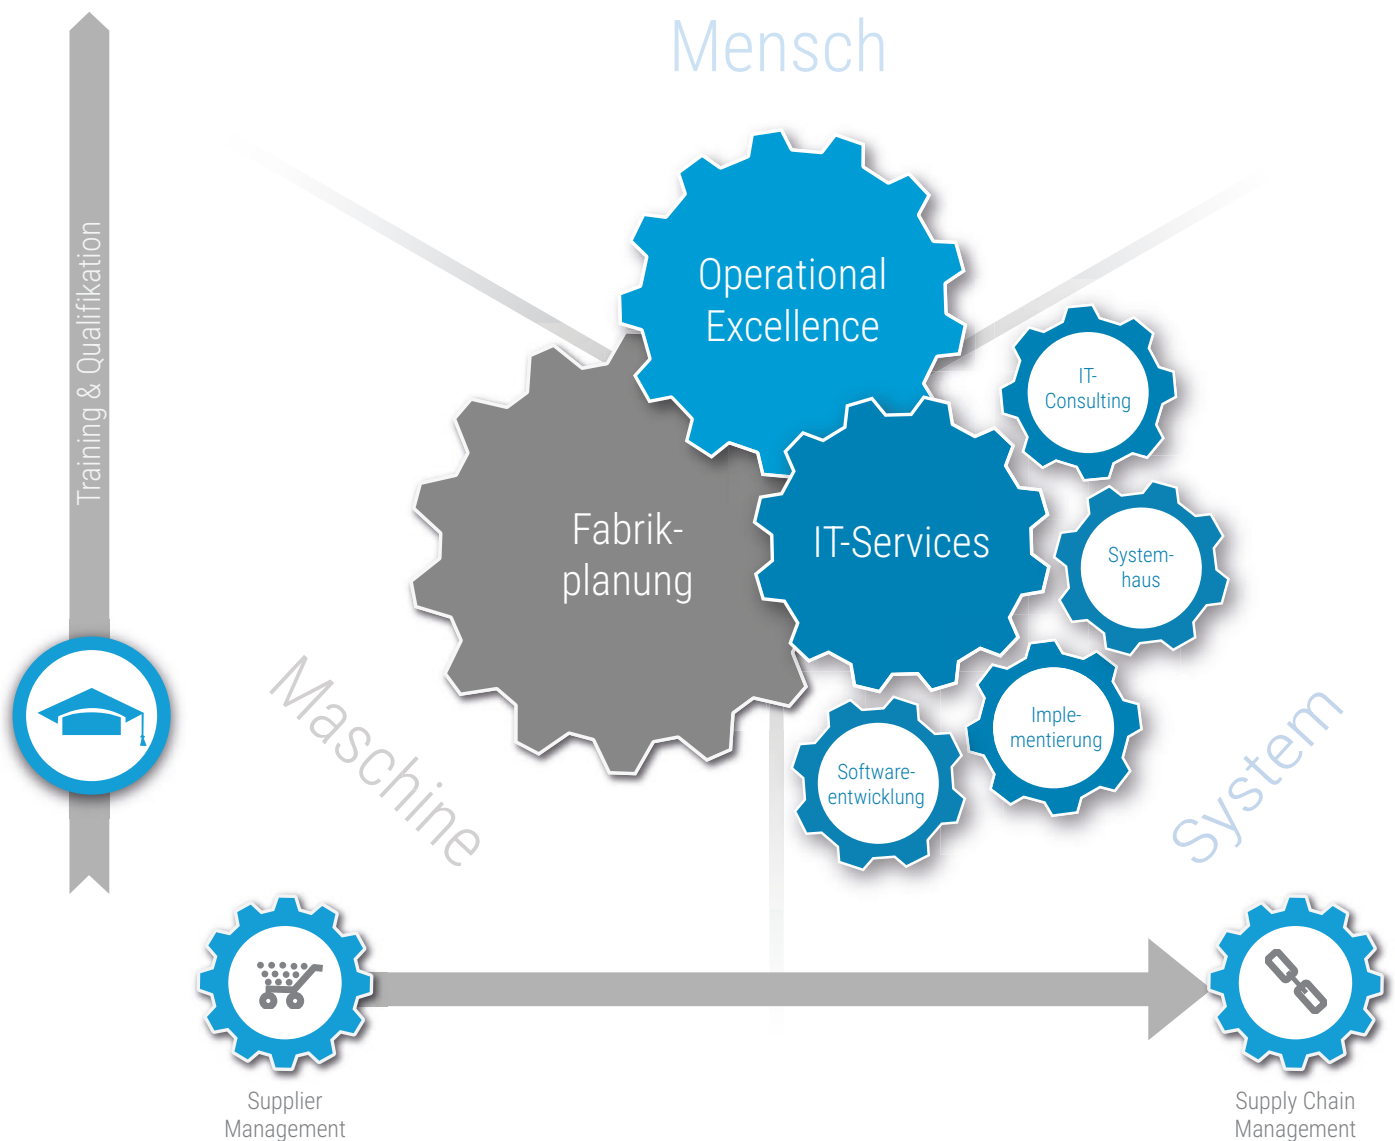 Mensch
Training & Qualifikation
Operational
Excellence
IT-
Consulting
Fabrik-
planung
IT-Services
System-
haus
Imple-
mentierung
Software-
entwicklung
Maschine
System
Supplier
Management
Supply Chain
Management